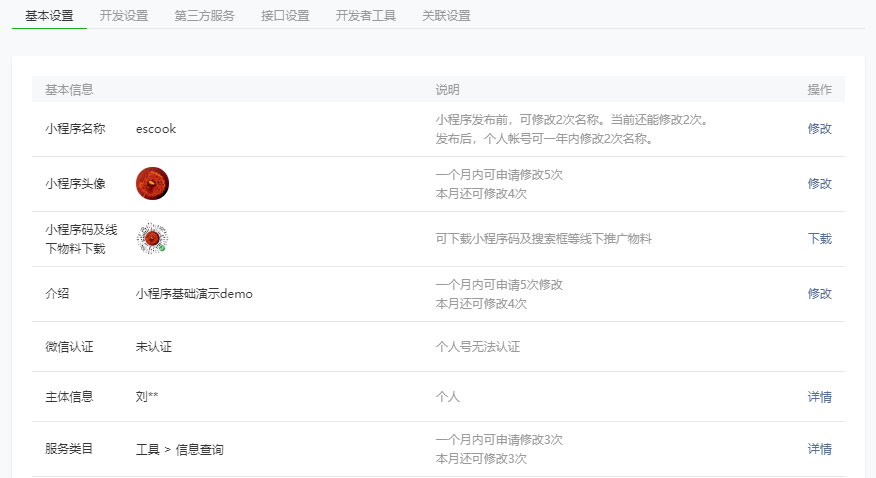 基本设置 开发设置 第三方服务 接口设置 开发者工具 关联设置
基本信息 说明 操作
小程序名称 escook 小程序发布前，可修改2次名称。当前还能修改2次。 修改
发布后，个人帐号可一年内修改2次名称。
小程序头像 一个月内可申请修改5次 修改
本月还可修改4次
小程序码及线 可下载小程序码及搜索框等线下推广物料 下载
下物料下载
介绍 小程序基础演示demo 一个月内可申请5次修改 修改
本月还可修改4次
微信认证 未认证 个人号无法认证
主体信息 刘** 个人 详情
服务类目 工具 > 信息查询 一个月内可申请修改3次 详情
本月还可修改3次